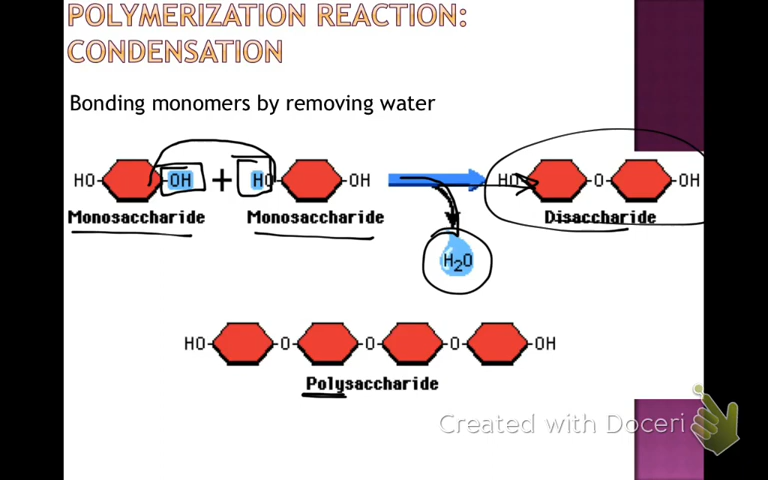 POLYMERIZATION REACTION:
CONDENSATION
Bonding monomers by removing water
HO OH + HO OH HO O OH
Monosaccharide Monosaccharide Disaccharide
H2O
HO O O O OH
Polysaccharide
Created with Doceri